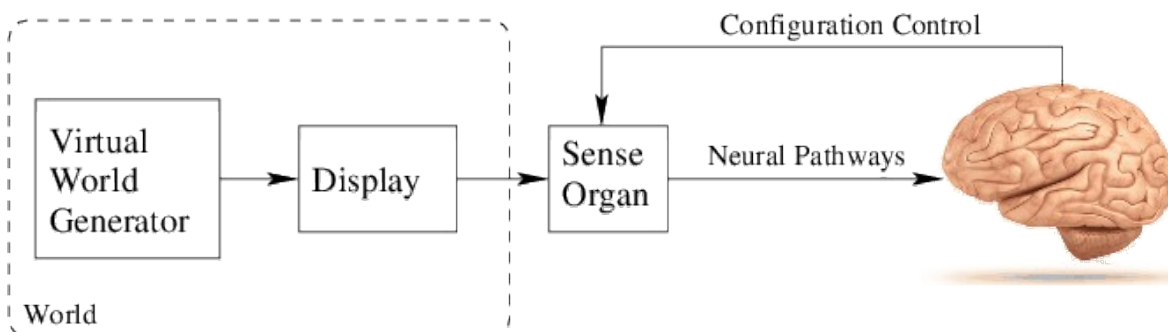 Configuration Control
Virtual
World
Generator
Display
Sense
Organ
Neural Pathways
World